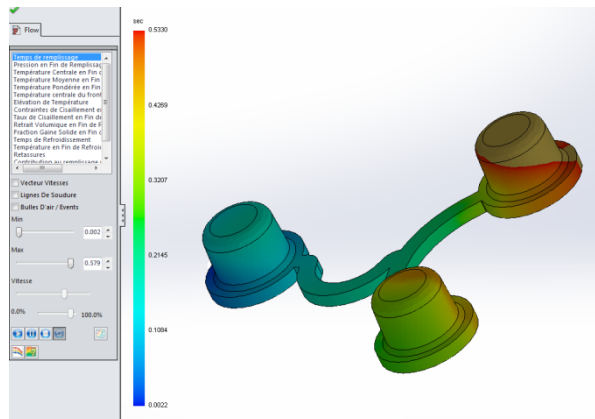 Flow
Temps de remplissage
Pression en Fin de Remplissag
Température Centrale en Fin d
Température Moyenne en Fin
Température Pondérée en Fin
Température centrale du front
Elévation de Température
Contraintes de Cisaillement e
Taux de Cisaillement en Fin d
Retrait Volumique en Fin de R
Fraction Gaine Solide en Fin d
Temps de Refroidissement
Température en Fin de Refroi
Retassures
Contribution au remplissage
Vecteur Vitesses
Lignes De Soudure
Bulles D'air / Events
Min
0.002
Max
0.579
Vitesse
0.0%
100.0%
sec
0.5330
0.4269
0.3207
0.2145
0.1084
0.0022